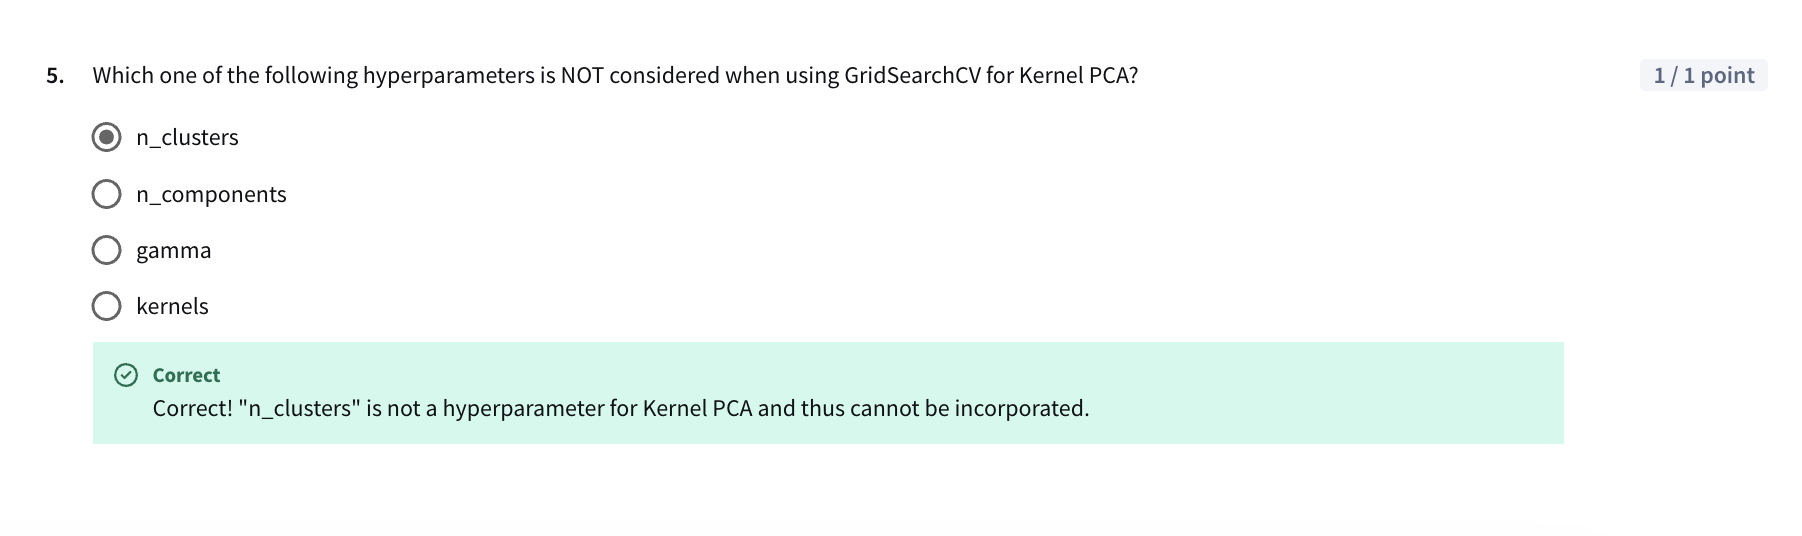 5. Which one of the following hyperparameters is NOT considered when using GridSearchCV for Kernel PCA? 1 / 1 point
n_clusters
n_components
gamma
kernels
Correct
Correct! "n_clusters" is not a hyperparameter for Kernel PCA and thus cannot be incorporated.